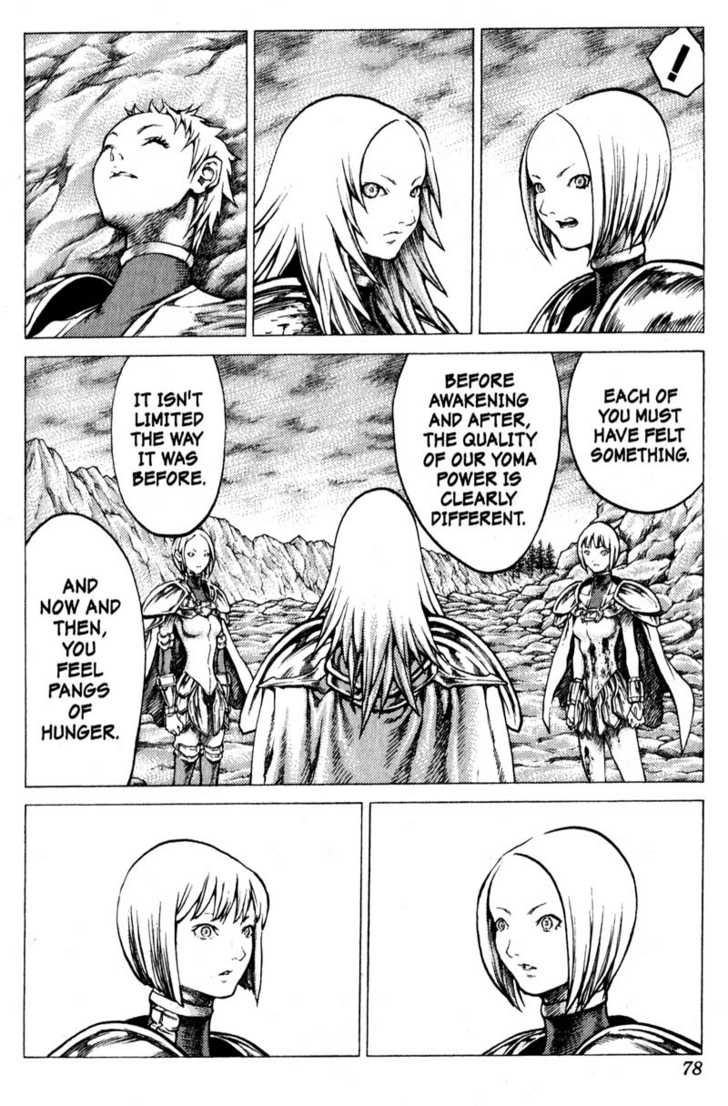 !
EACH OF
YOU MUST
HAVE FELT
SOMETHING.
BEFORE
AWAKENING
AND AFTER,
THE QUALITY
OF OUR YOMA
POWER IS
CLEARLY
DIFFERENT.
IT ISN'T
LIMITED
THE WAY
IT WAS
BEFORE.
AND
NOW AND
THEN,
YOU
FEEL
PANGS
OF
HUNGER.
78